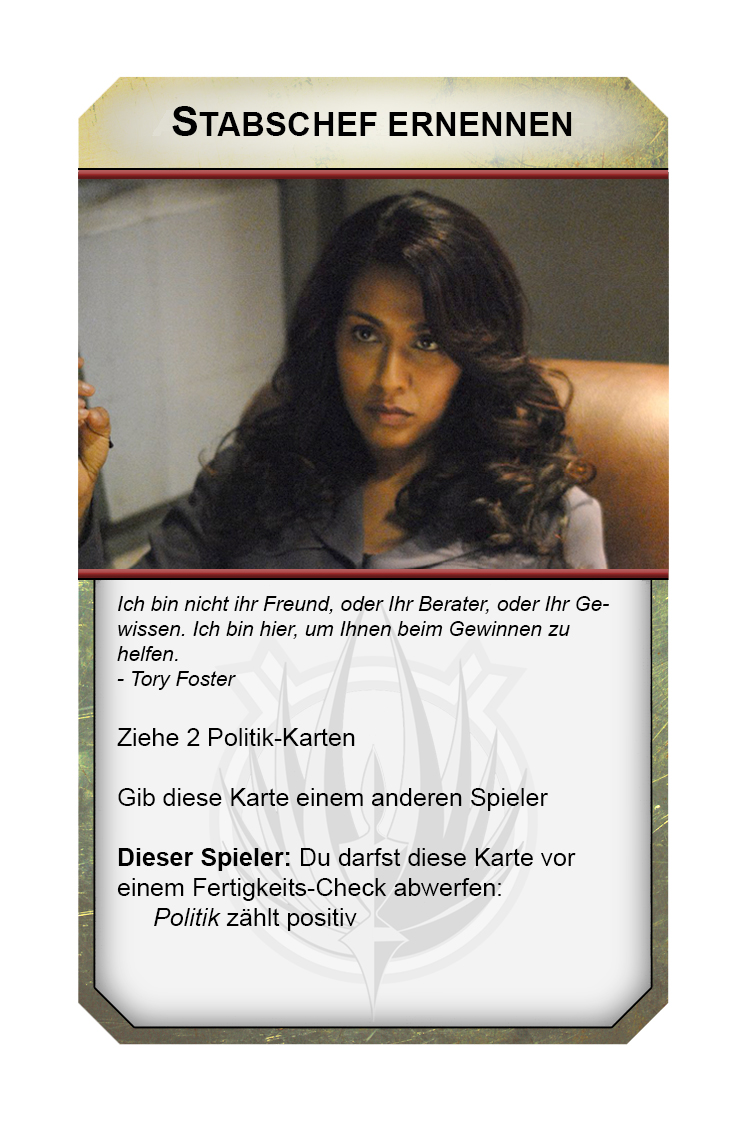 STABSCHEF ERNENNEN
Ich bin nicht ihr Freund, oder Ihr Berater, oder Ihr Ge-
wissen. Ich bin hier, um Ihnen beim Gewinnen zu
helfen.
- Tory Foster
Ziehe 2 Politik-Karten
Gib diese Karte einem anderen Spieler
Dieser Spieler: Du darfst diese Karte vor
einem Fertigkeits-Check abwerfen:
Politik zählt positiv